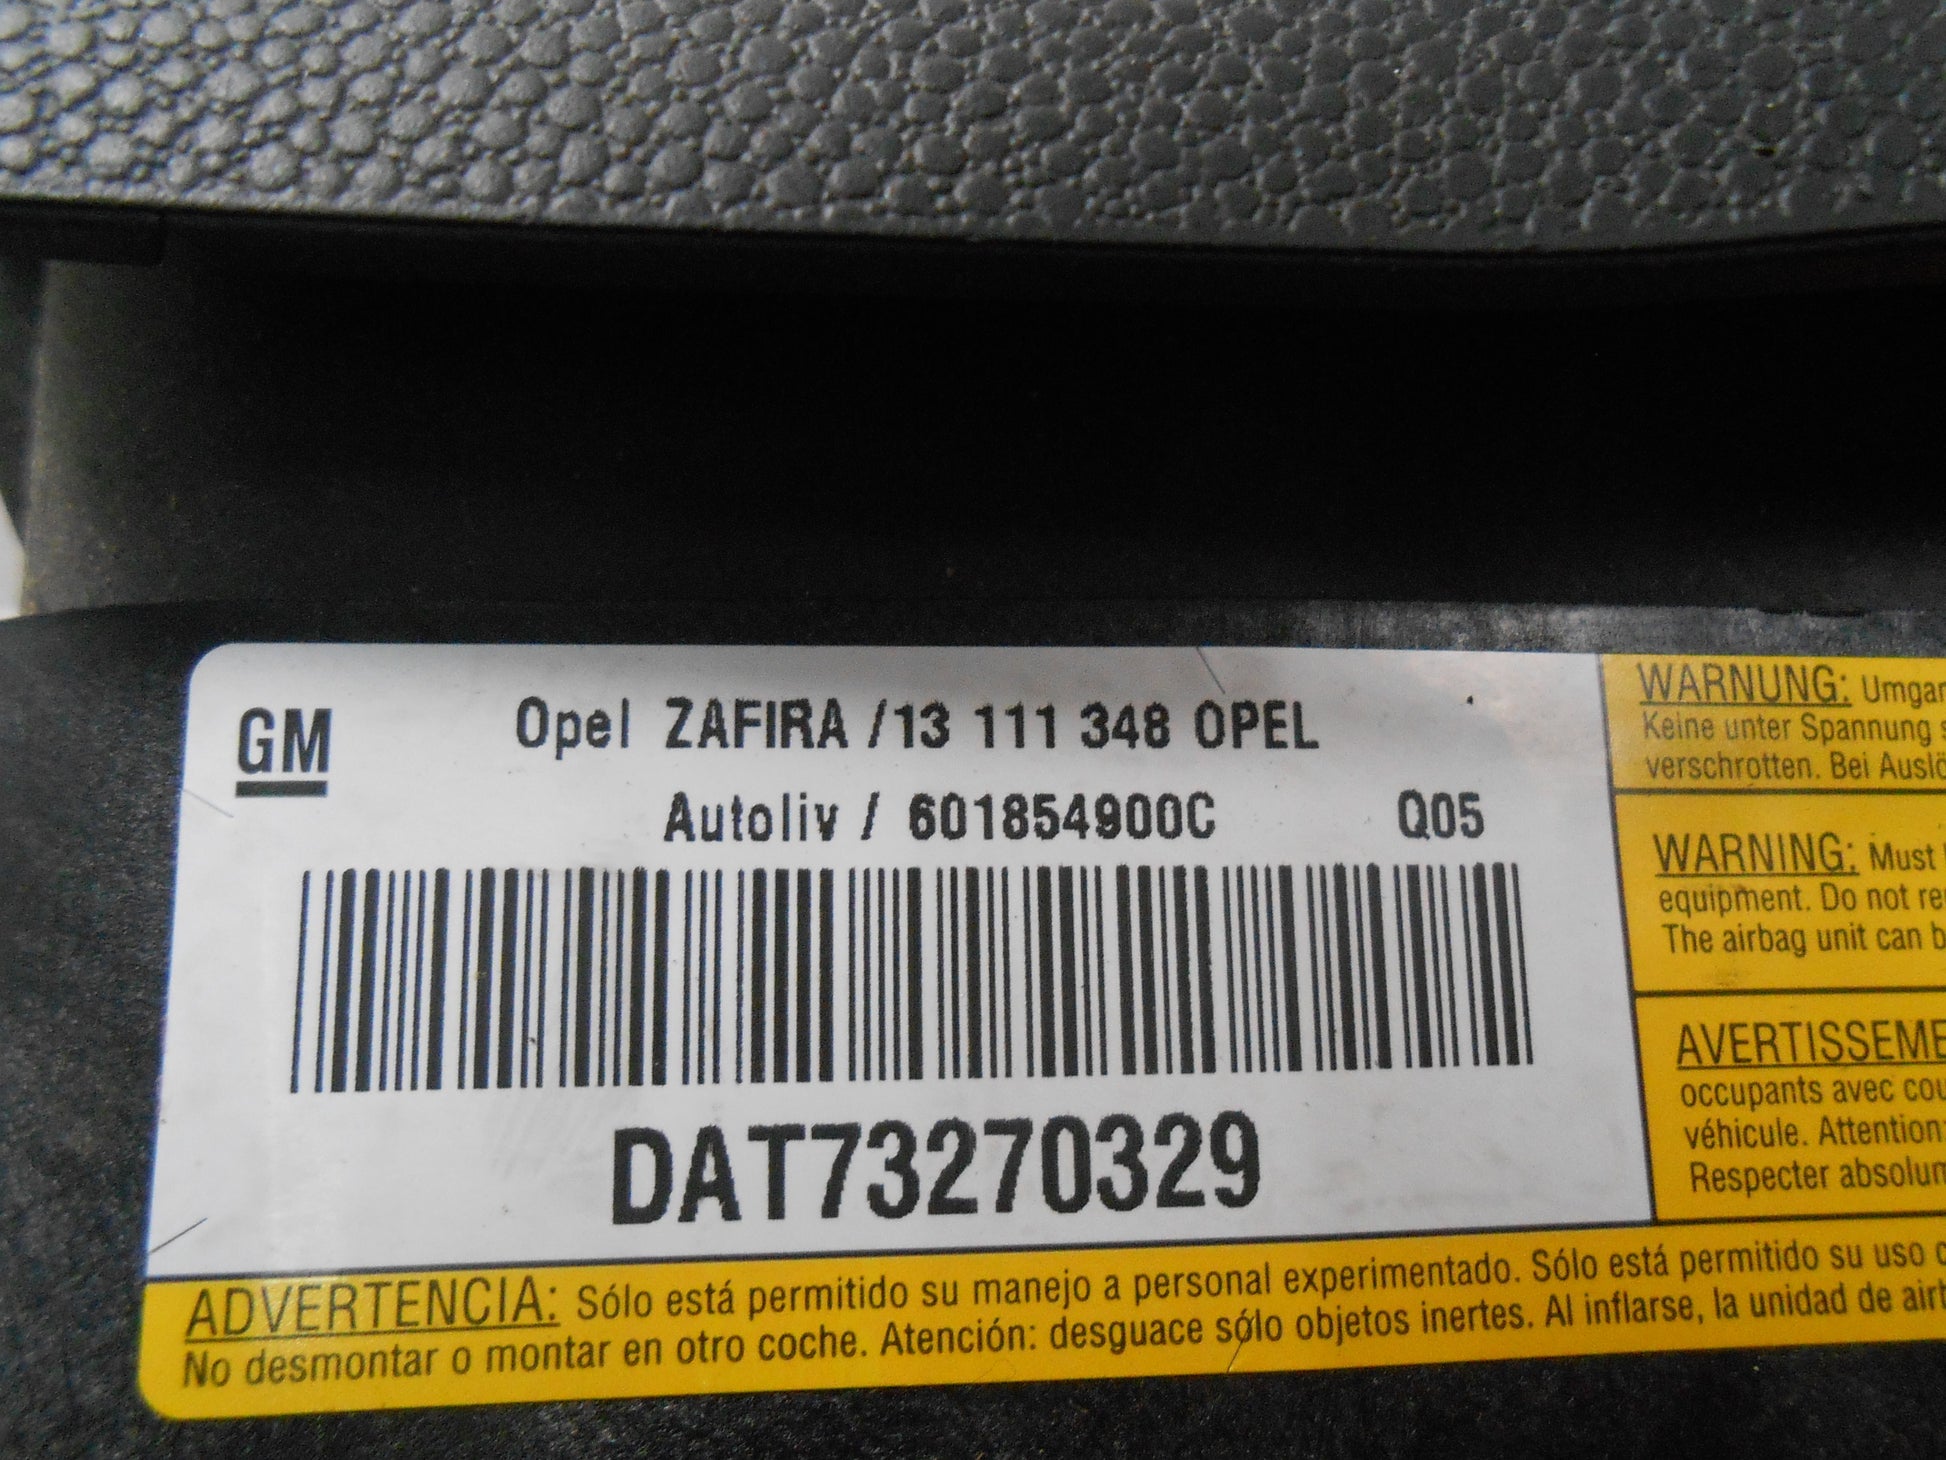 GM
Opel ZAFIRA /13 111 348 OPEL
Autoliv / 601854900C Q05
DAT73270329
WARNUNG: Umgan
Keine unter Spannung s
verschrotten. Bei Auslö
WARNING: Must
equipment. Do not re
The airbag unit can b
AVERTISSEME
occupants avec cou
véhicule. Attention:
Respecter absolum
ADVERTENCIA: Sólo está permitido su manejo a personal experimentado. Sólo está permitido su uso c
No desmontar o montar en otro coche. Atención: desguace sólo objetos inertes. Al inflarse, la unidad de airb